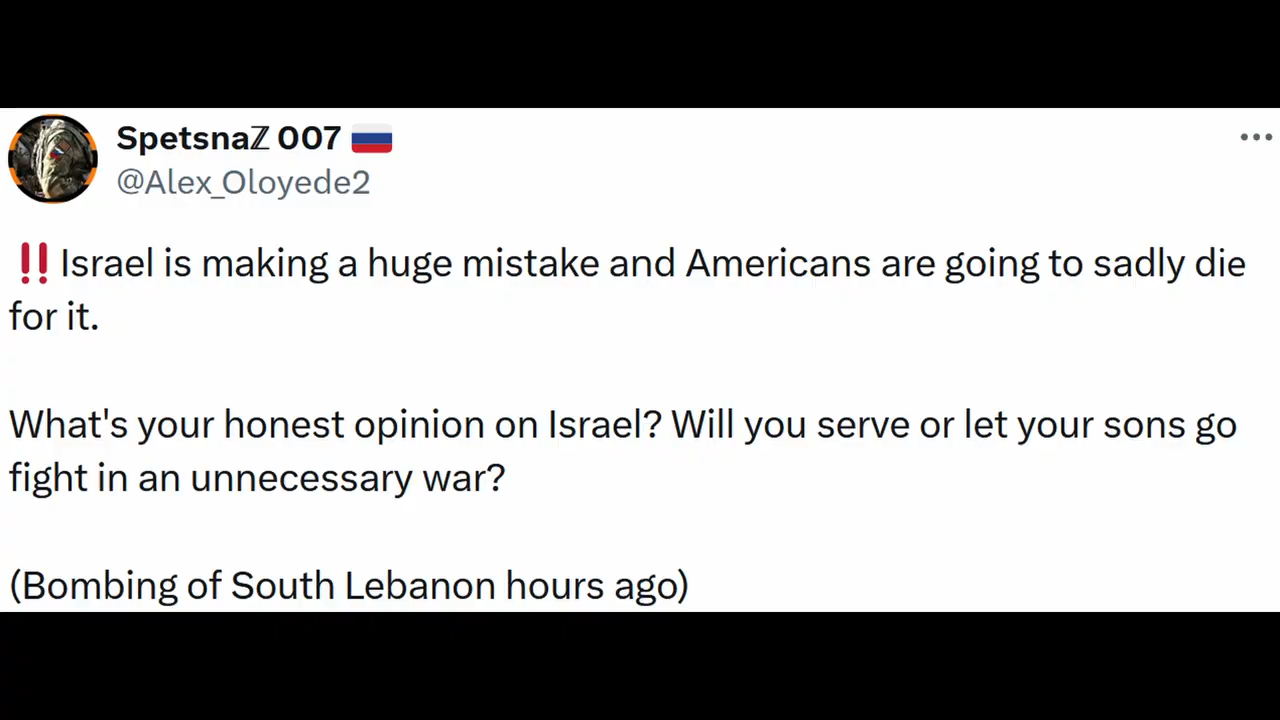 Spetsnaℤ 007 🇷🇺
@Alex_Oloyede2
‼️Israel is making a huge mistake and Americans are going to sadly die
for it.
What's your honest opinion on Israel? Will you serve or let your sons go
fight in an unnecessary war?
(Bombing of South Lebanon hours ago)